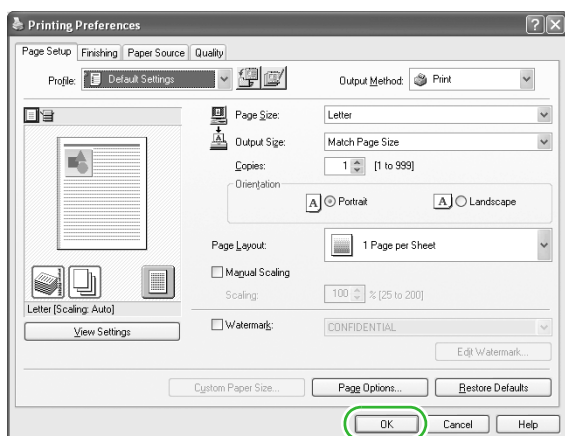 Printing Preferences
Page Setup Finishing Paper Source Quality
Profile: Default Settings Output Method: Print
Page Size: Letter
Output Size: Match Page Size
Copies: 1 [1 to 999]
Orientation
A Portrait A Landscape
Page Layout: 1 Page per Sheet
Manual Scaling
Scaling: 100 % [25 to 200]
Letter [Scaling: Auto]
View Settings
Watermark: CONFIDENTIAL
Edit Watermark...
Custom Paper Size... Page Options... Restore Defaults
OK Cancel Help